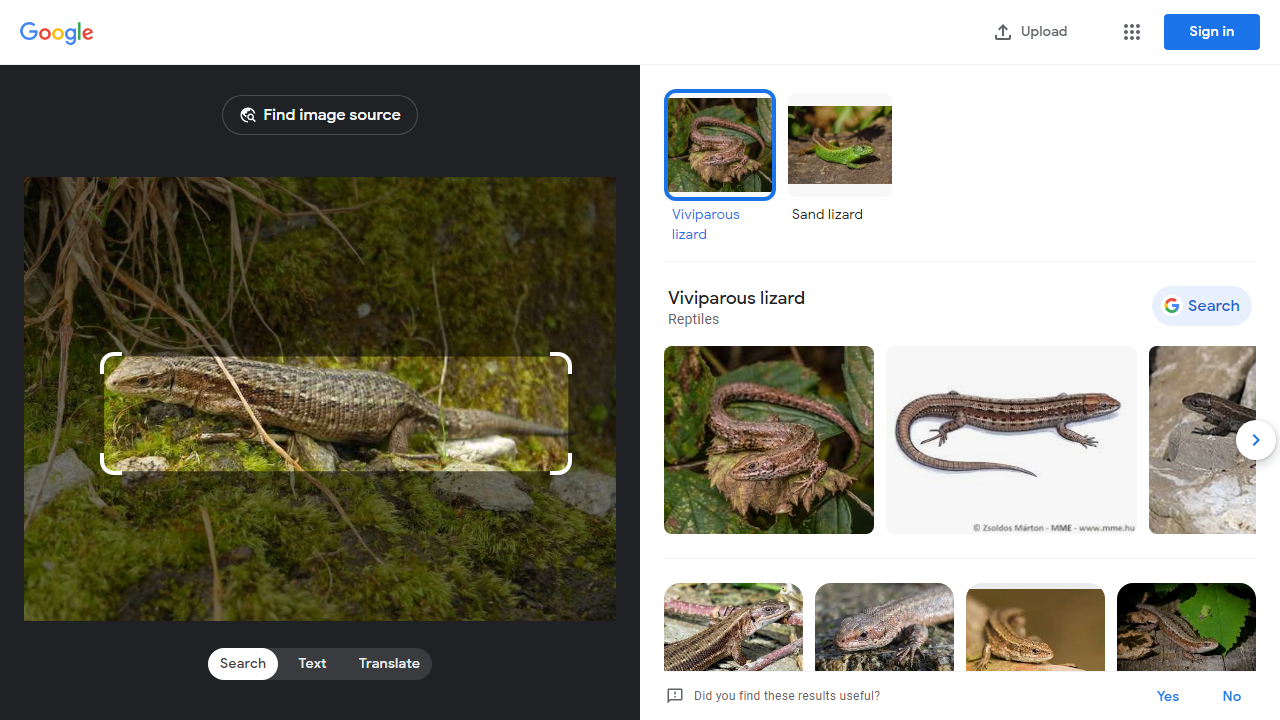 Google
Upload
Sign in
Find image source
Search
Text
Translate
Viviparous
lizard
Sand lizard
Viviparous lizard
Reptiles
Search
© Zsoldos Márton - MME - www.mme.hu
Did you find these results useful?
Yes
No